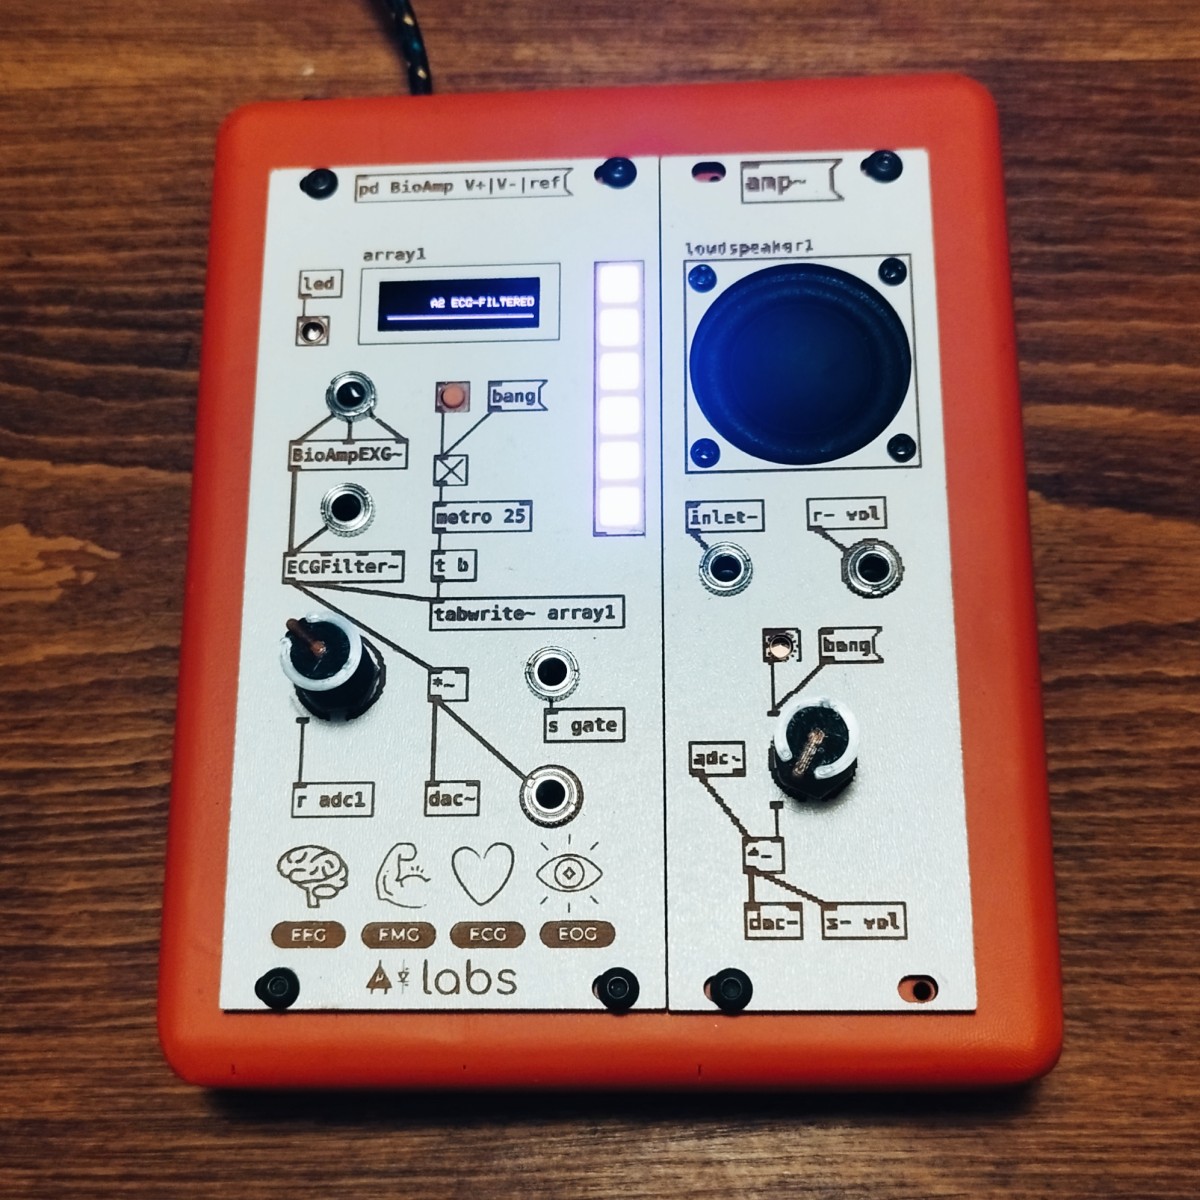 pd BioAmp V+|V-|ref
array1
led
A2 ECG-FILTERED
bang
BioAmpEXG~
metro 25
ECGFilter~
t b
tabwrite~ array1
*~
s gate
r adc1
dac~
EEG
EMG
ECG
EOG
labs
amp~
loudspeaker1
inlet~
r~ vol
bang
adc~
*~
dac~
s~ vol